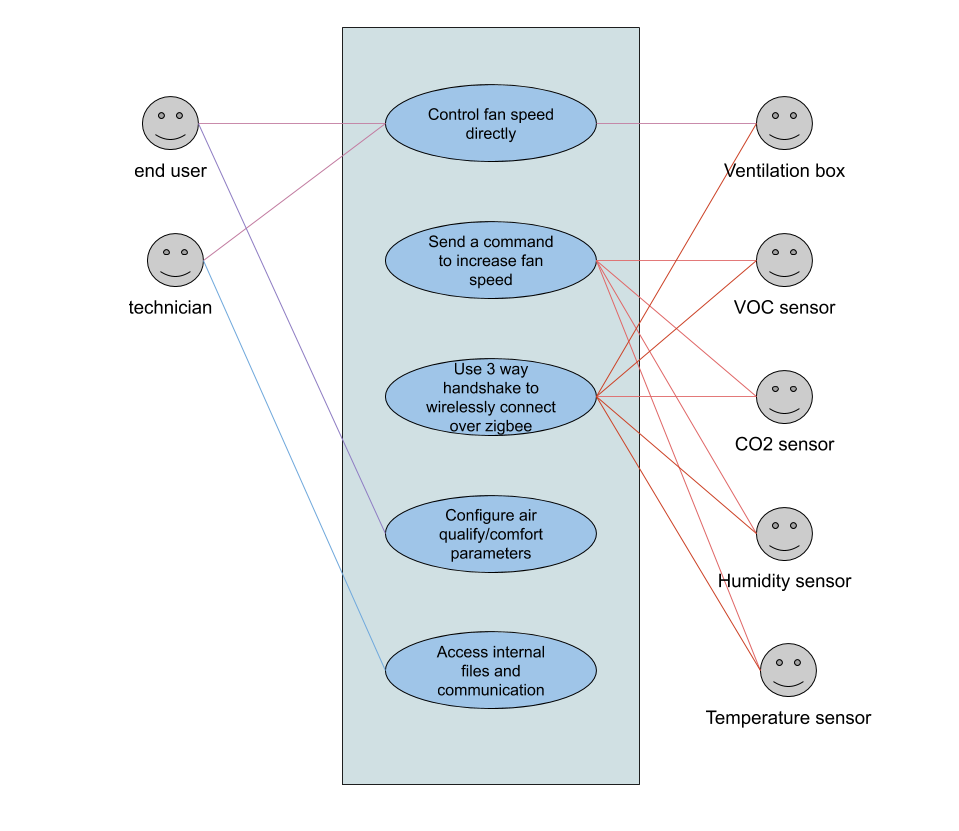 end user
technician
Control fan speed
directly
Send a command
to increase fan
speed
Use 3 way
handshake to
wirelessly connect
over zigbee
Configure air
qualify/comfort
parameters
Access internal
files and
communication
Ventilation box
VOC sensor
CO2 sensor
Humidity sensor
Temperature sensor